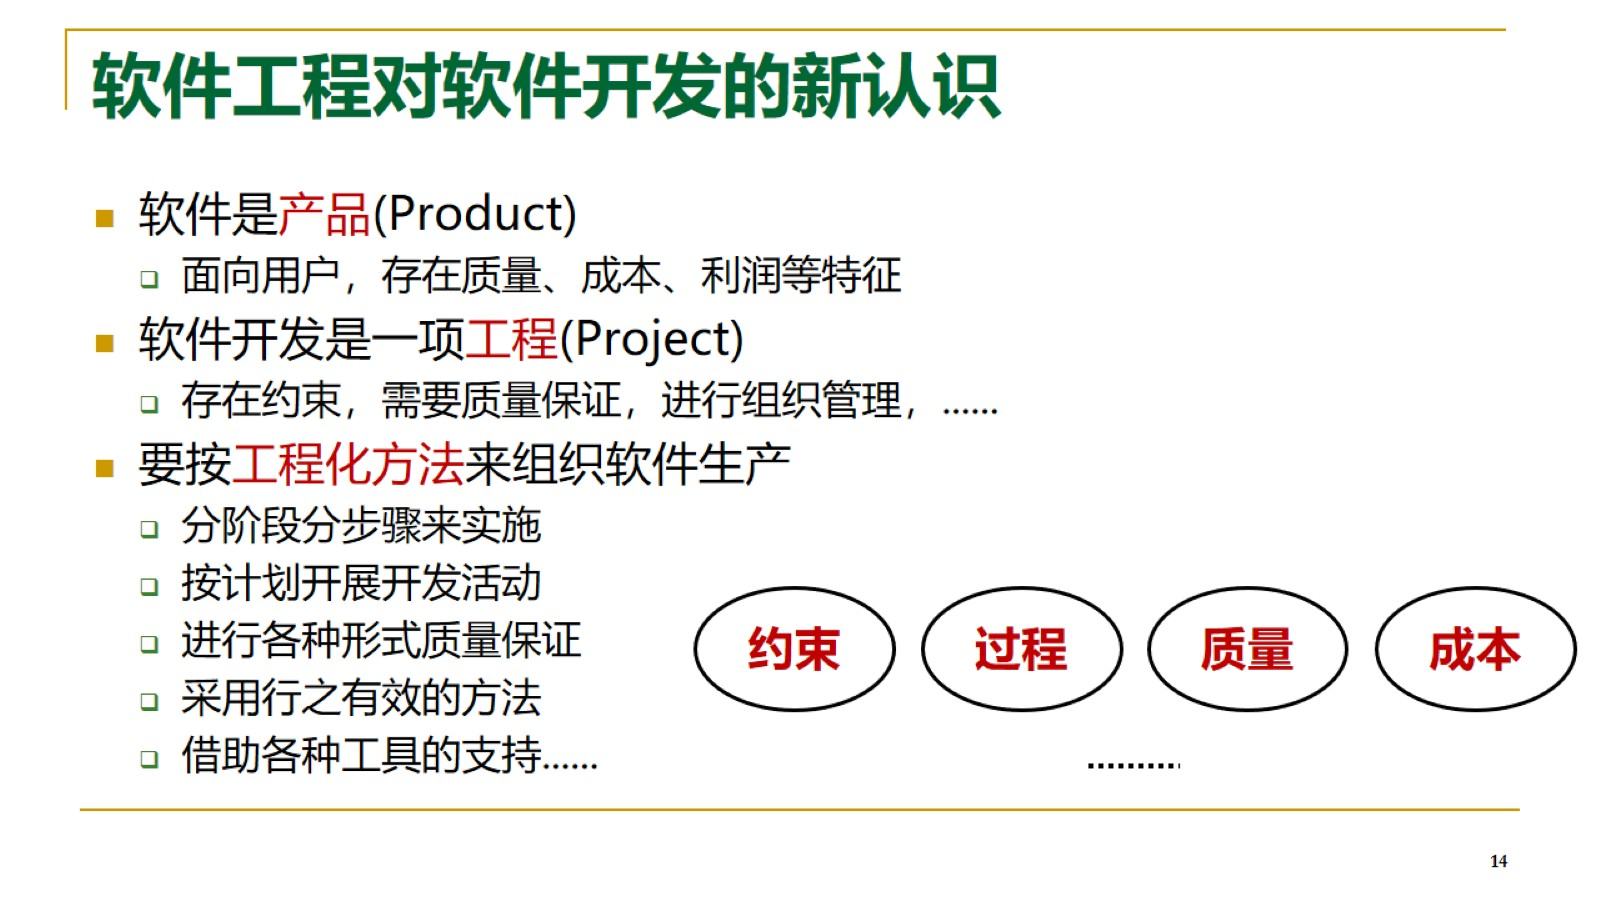 软件工程对软件开发的新认识
软件是产品(Product)
面向用户，存在质量、成本、利润等特征
软件开发是一项工程(Project)
存在约束，需要质量保证，进行组织管理，......
要按工程化方法来组织软件生产
分阶段分步骤来实施
按计划开展开发活动
进行各种形式质量保证
采用行之有效的方法
借助各种工具的支持......
约束 过程 质量 成本
..........
14